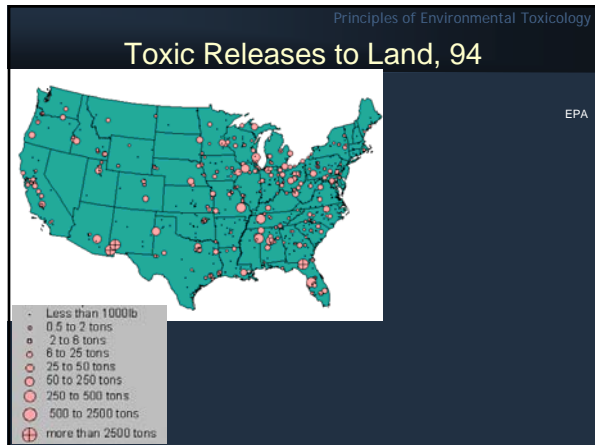 Principles of Environmental Toxicology
Toxic Releases to Land, 94
EPA
Less than 1000lb
0.5 to 2 tons
2 to 6 tons
6 to 25 tons
25 to 50 tons
50 to 250 tons
250 to 500 tons
500 to 2500 tons
more than 2500 tons